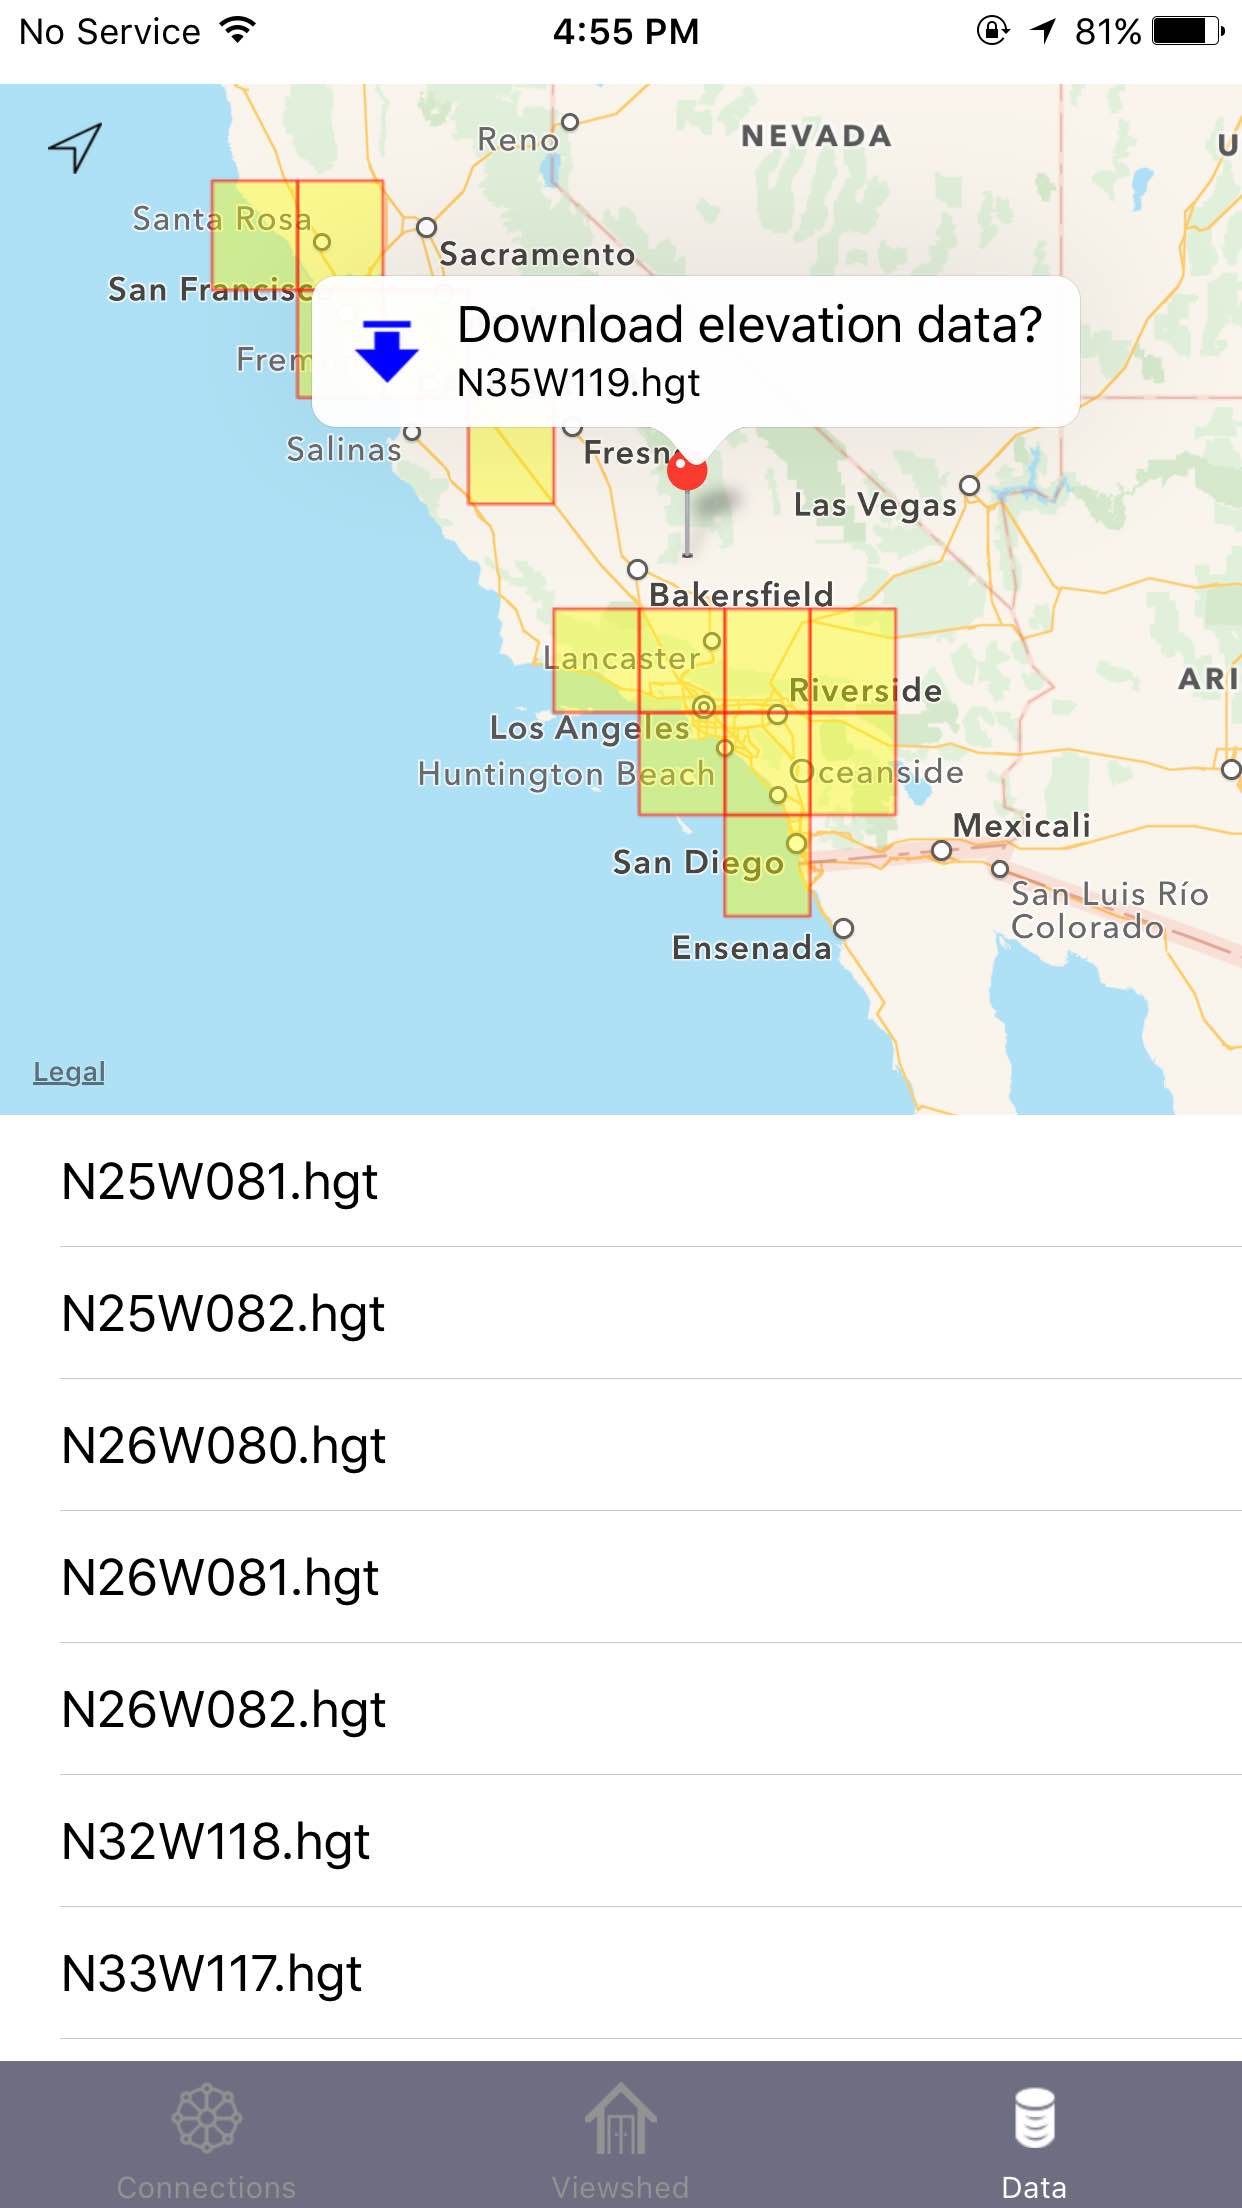 No Service 4:55 PM 81%
Reno
NEVADA
U
Santa Rosa
Sacramento
San Francisc
Download elevation data?
N35W119.hgt
Frem
Salinas
Fresn
Las Vegas
Bakersfield
Lancaster
Riverside
ARI
Los Angeles
Huntington Beach
Oceanside
Mexicali
San Diego
San Luis Río
Colorado
Ensenada
Legal
N25W081.hgt
N25W082.hgt
N26W080.hgt
N26W081.hgt
N26W082.hgt
N32W118.hgt
N33W117.hgt
Connections
Viewshed
Data